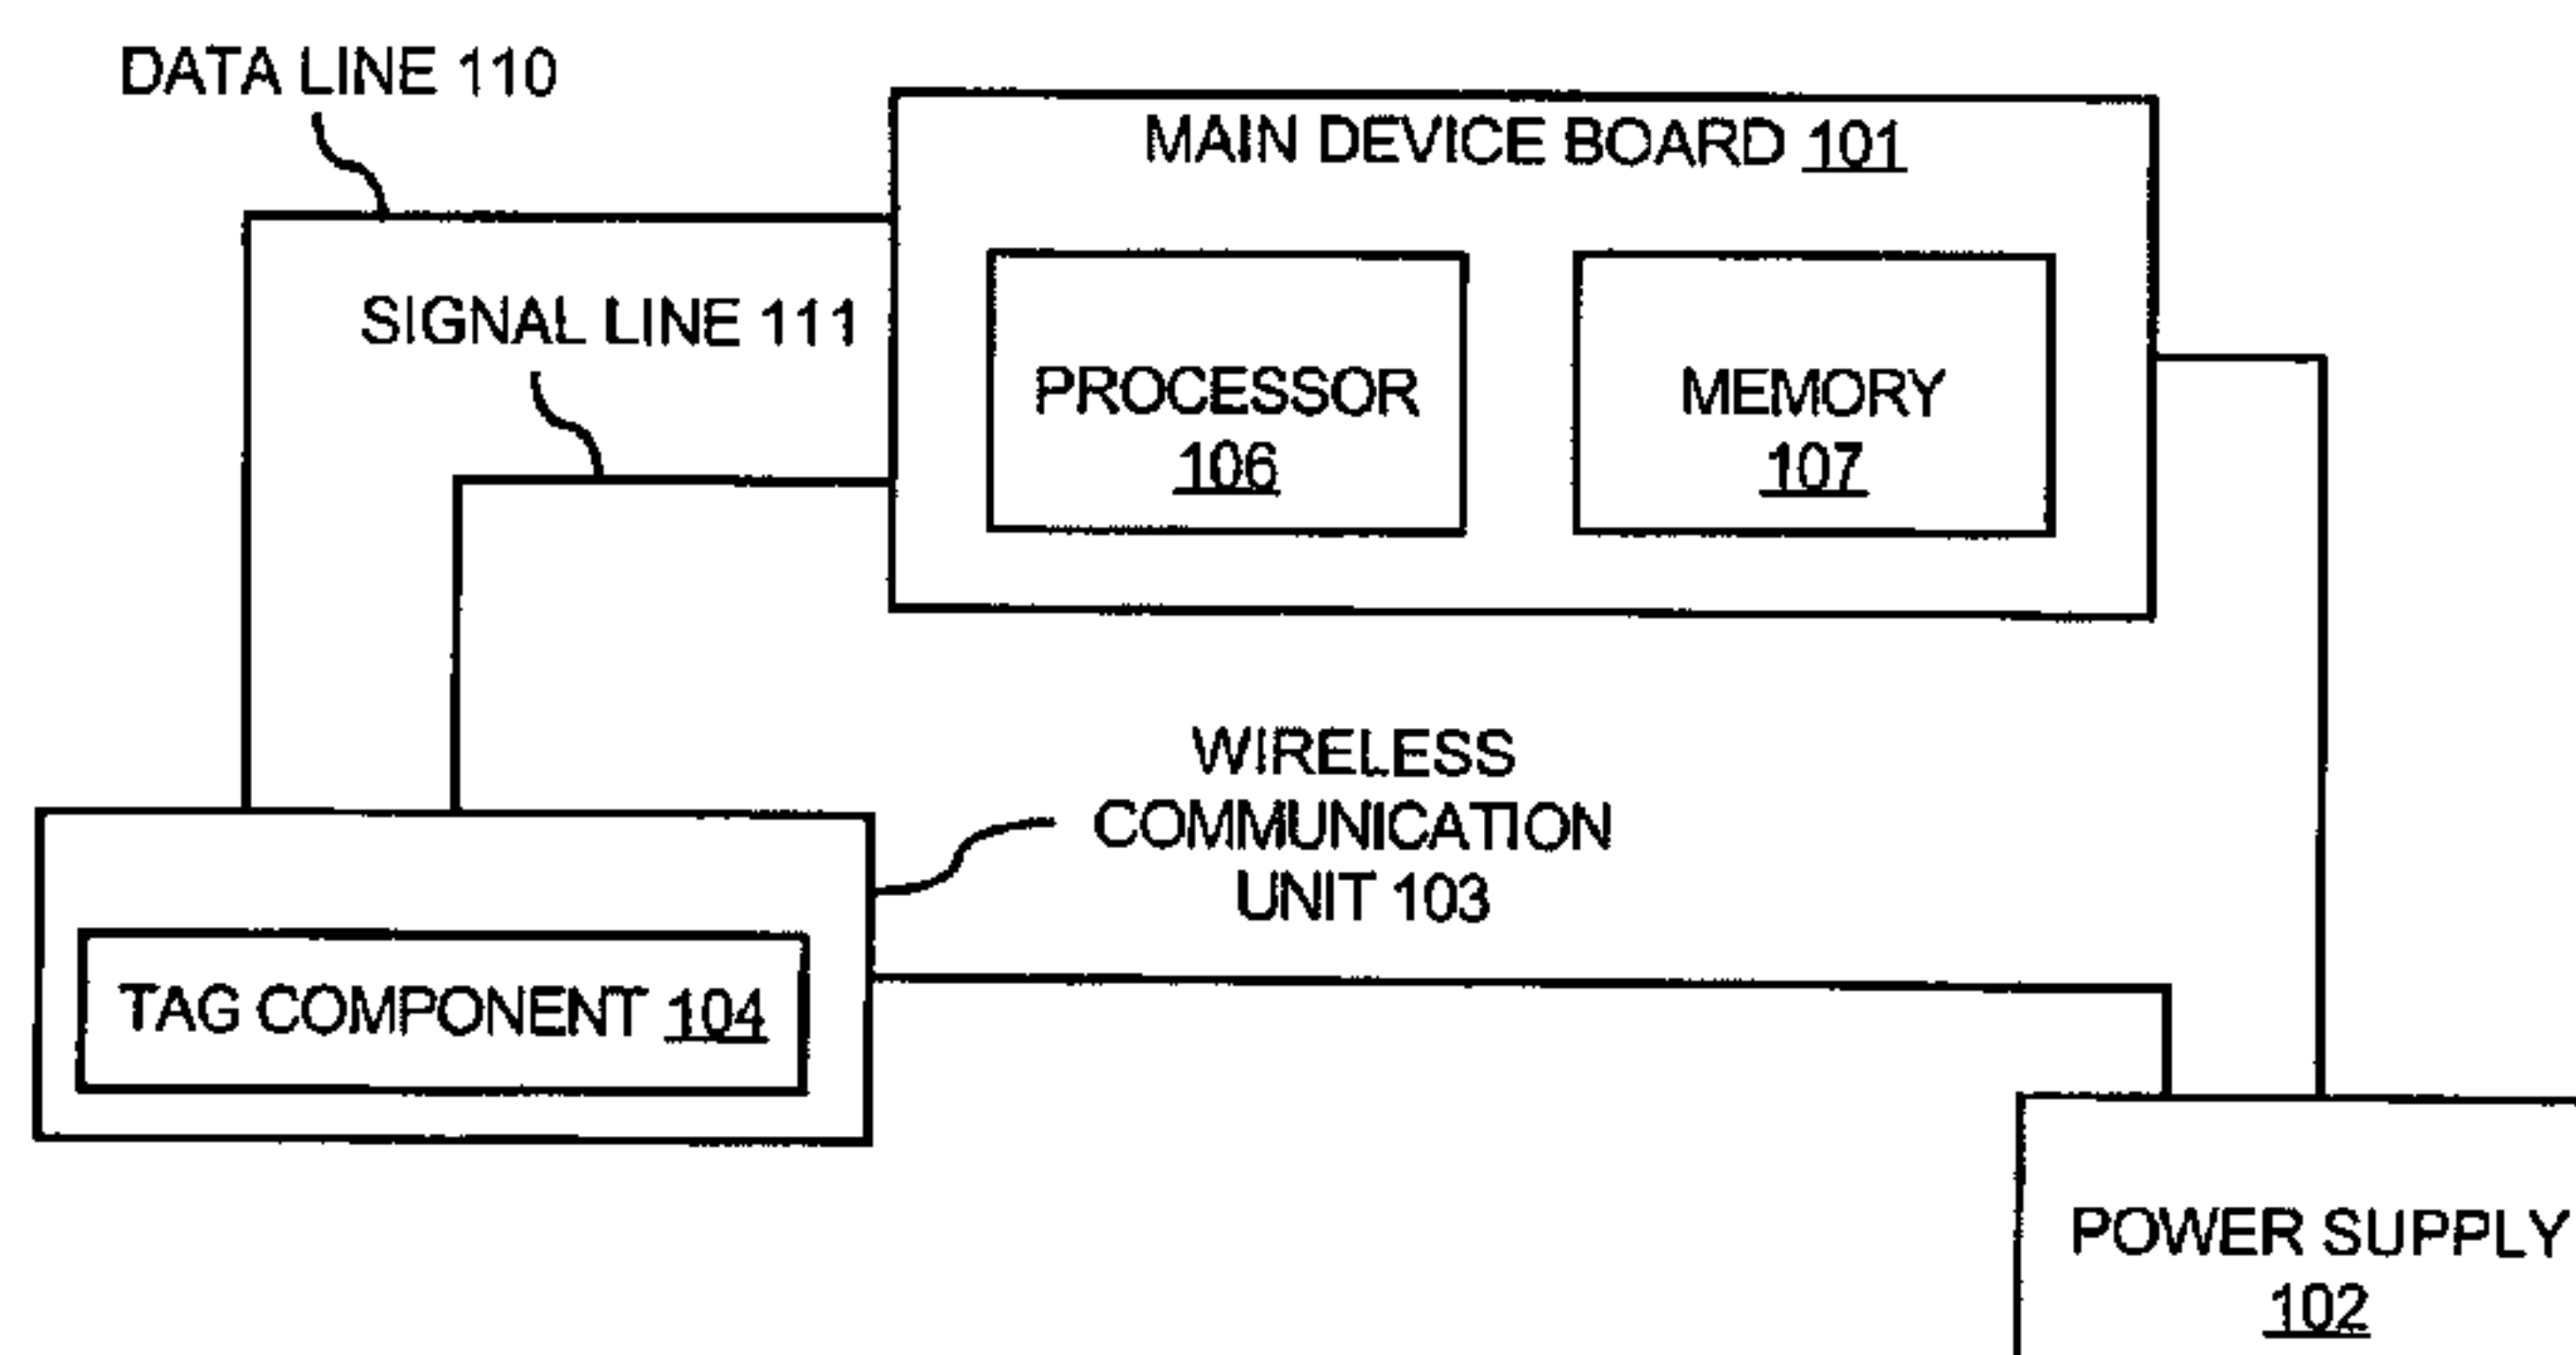 DATA LINE 110
MAIN DEVICE BOARD 101
SIGNAL LINE 111
PROCESSOR
106
MEMORY
107
WIRELESS
COMMUNICATION
UNIT 103
TAG COMPONENT 104
POWER SUPPLY
102